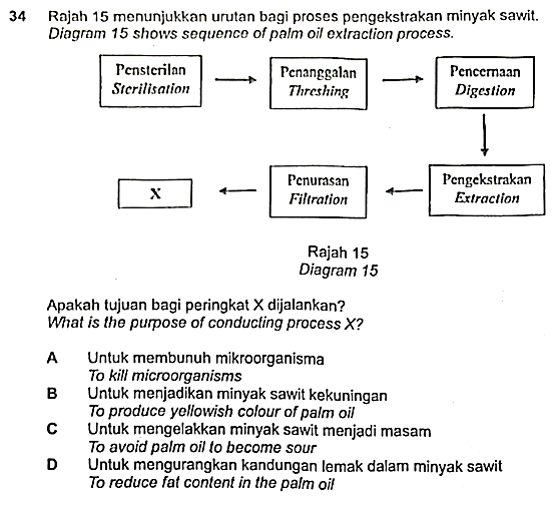 34 Rajah 15 menunjukkan urutan bagi proses pengekstrakan minyak sawit.
Diagram 15 shows sequence of palm oil extraction process.
Pensterilan
Sterilisation
Penanggalan
Threshing
Pencernaan
Digestion
X
Penurasan
Filtration
Pengekstrakan
Extraction
Rajah 15
Diagram 15
Apakah tujuan bagi peringkat X dijalankan?
What is the purpose of conducting process X?
A Untuk membunuh mikroorganisma
To kill microorganisms
B Untuk menjadikan minyak sawit kekuningan
To produce yellowish colour of palm oil
C Untuk mengelakkan minyak sawit menjadi masam
To avoid palm oil to become sour
D Untuk mengurangkan kandungan lemak dalam minyak sawit
To reduce fat content in the palm oil